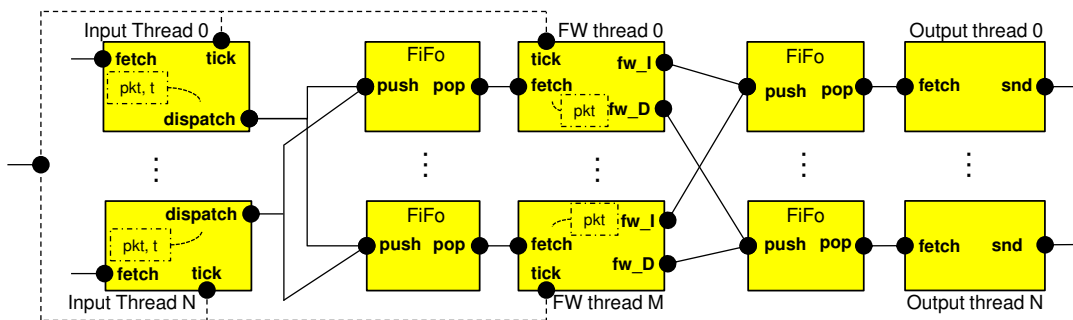 Input Thread 0
FW thread 0
Output thread 0
fetch
tick
pkt, t
dispatch
FiFo
push pop
tick
fetch
pkt
fw_I
fw_D
FiFo
push pop
fetch
snd
...
...
...
...
...
dispatch
pkt, t
fetch
tick
Input Thread N
FiFo
push pop
pkt
fetch
tick
fw_I
fw_D
FW thread M
FiFo
push pop
fetch
snd
Output thread N